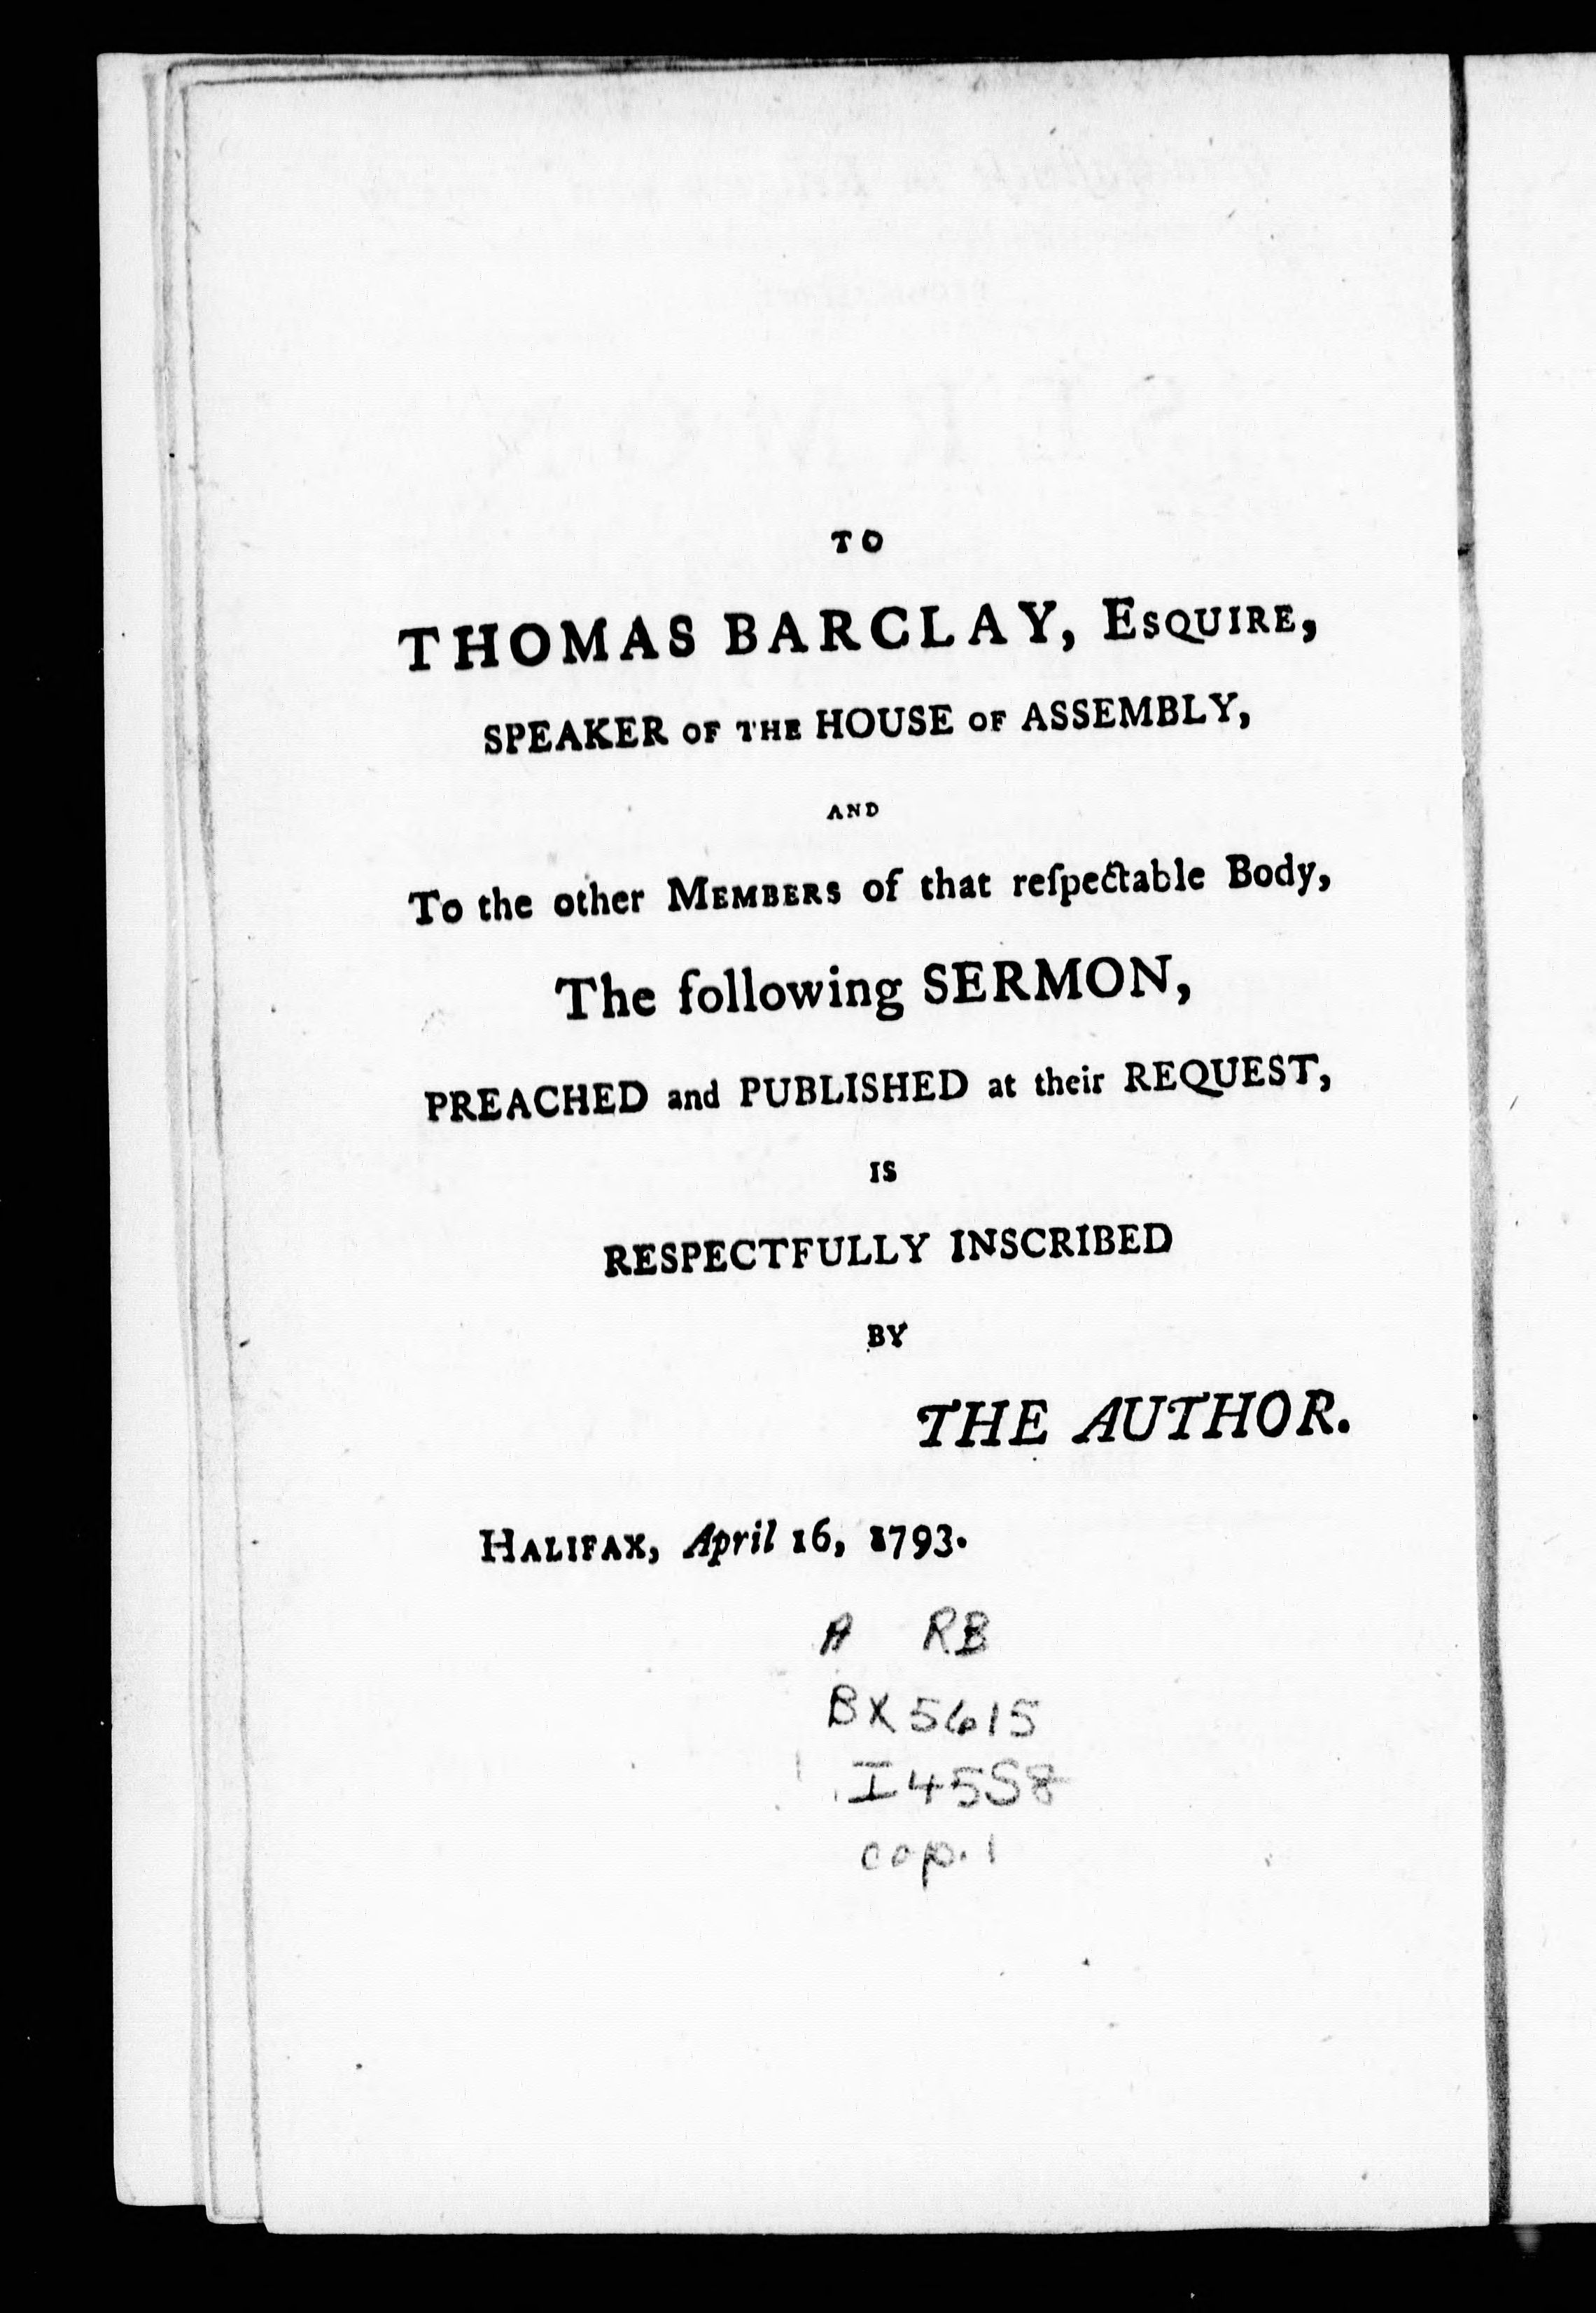 TO
THOMAS BARCLAY, ESQUIRE,
SPEAKER OF THE HOUSE OF ASSEMBLY,
AND
To the other MEMBERS of that reſpectable Body,
The following SERMON,
PREACHED and PUBLISHED at their REQUEST,
IS
RESPECTFULLY INSCRIBED
BY
THE AUTHOR.
HALIFAX, April 16, 1793.
A RB
BX5615
I45S8
cop. 1